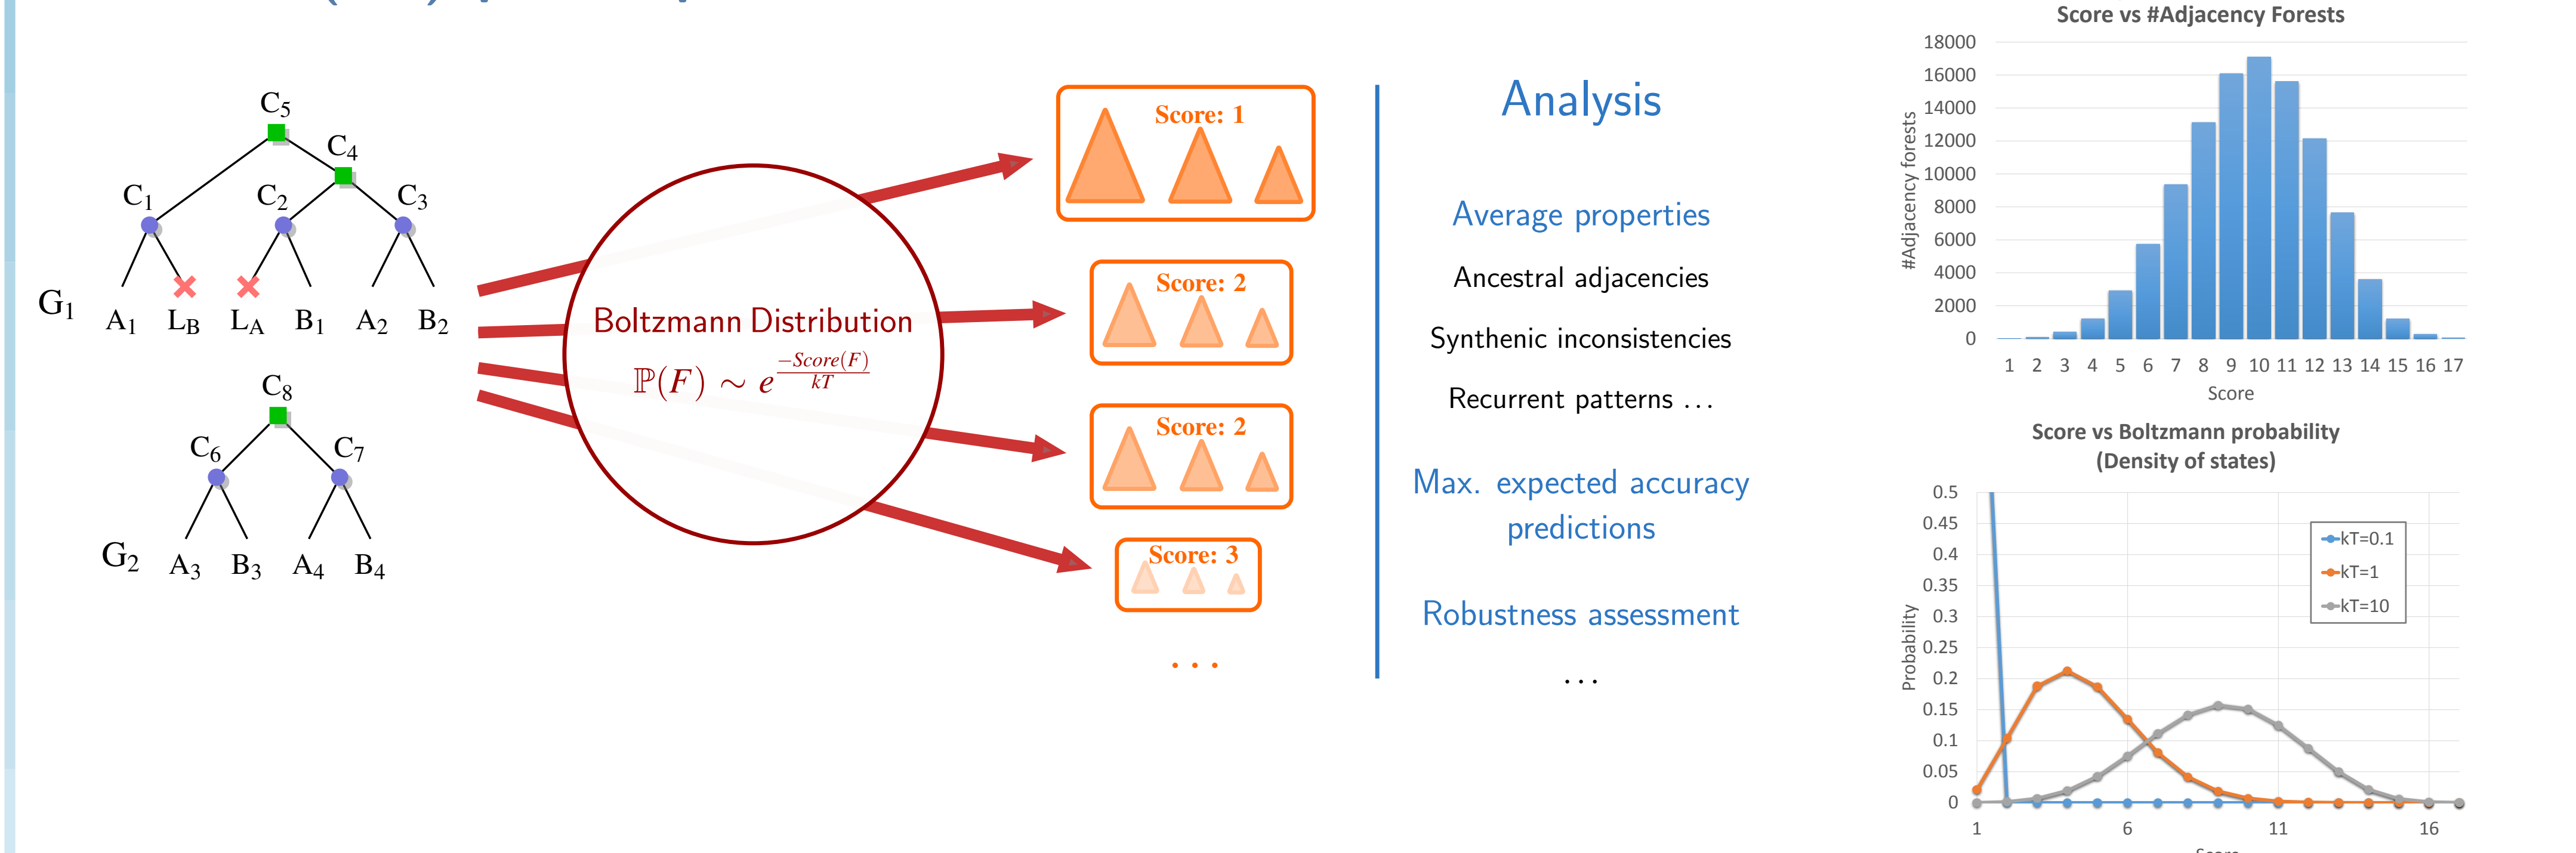 C5
C4
C1
C2
C3
G1
A1 LB LA B1 A2 B2
C8
C6
C7
G2
A3 B3 A4 B4
Boltzmann Distribution
ℙ(F) ∼ e^(−Score(F)/kT)
Score: 1
Score: 2
Score: 2
Score: 3
...
Analysis
Average properties
Ancestral adjacencies
Synthenic inconsistencies
Recurrent patterns ...
Max. expected accuracy
predictions
Robustness assessment
...
Score vs #Adjacency Forests
#Adjacency forests
18000
16000
14000
12000
10000
8000
6000
4000
2000
0
1 2 3 4 5 6 7 8 9 10 11 12 13 14 15 16 17
Score
Score vs Boltzmann probability
(Density of states)
Probability
0.5
0.45
0.4
0.35
0.3
0.25
0.2
0.15
0.1
0.05
0
kT=0.1
kT=1
kT=10
1 6 11 16